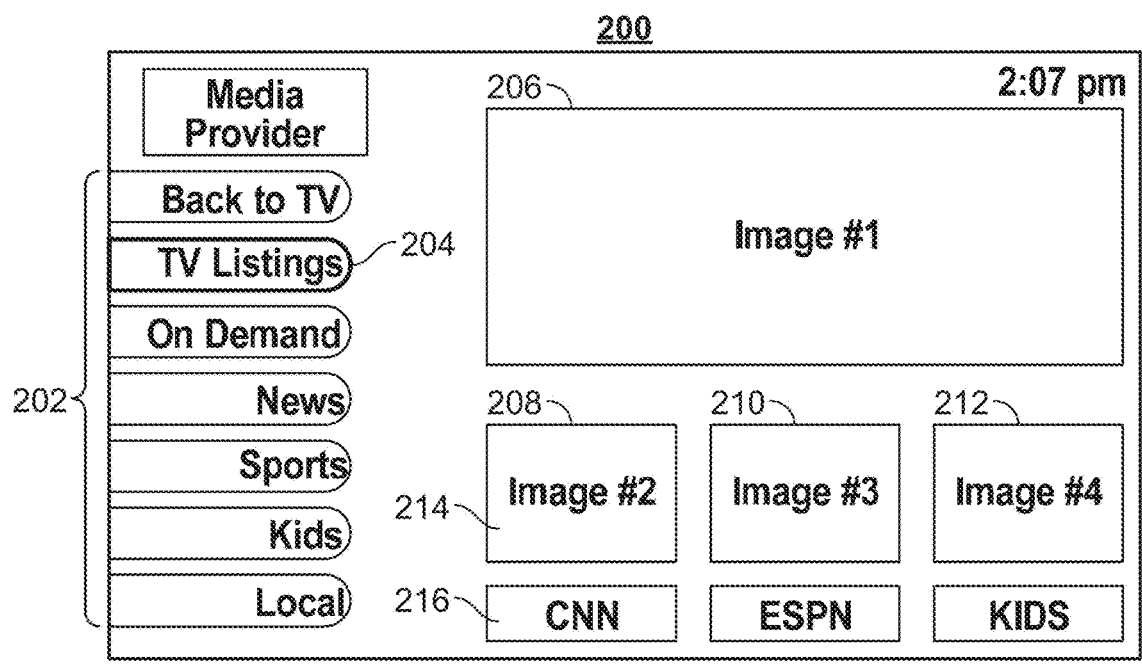 200
Media
Provider
2:07 pm
206
Image #1
Back to TV
TV Listings
204
On Demand
News
Sports
Kids
Local
202
208
210
212
Image #2
Image #3
Image #4
214
216
CNN
ESPN
KIDS